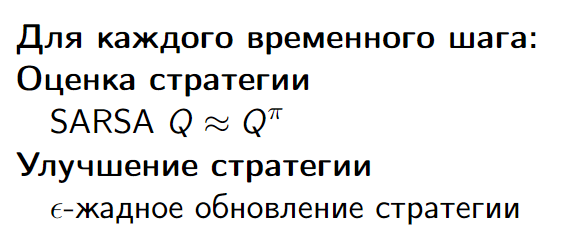 Для каждого временного шага:
Оценка стратегии
SARSA Q ≈ Q^π
Улучшение стратегии
ϵ-жадное обновление стратегии